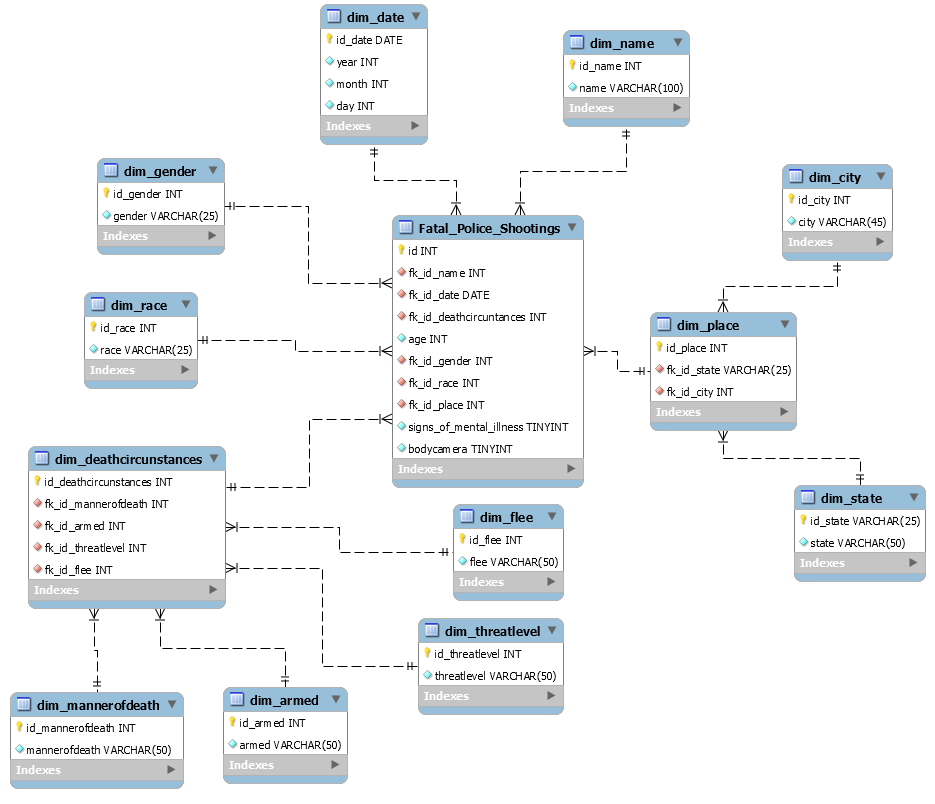 dim_date
id_date DATE
year INT
month INT
day INT
Indexes
dim_name
id_name INT
name VARCHAR(100)
Indexes
dim_gender
id_gender INT
gender VARCHAR(25)
Indexes
dim_city
id_city INT
city VARCHAR(45)
Indexes
Fatal_Police_Shootings
id INT
fk_id_name INT
fk_id_date DATE
fk_id_deathcircuntances INT
age INT
fk_id_gender INT
fk_id_race INT
fk_id_place INT
signs_of_mental_illness TINYINT
bodycamera TINYINT
Indexes
dim_race
id_race INT
race VARCHAR(25)
Indexes
dim_place
id_place INT
fk_id_state VARCHAR(25)
fk_id_city INT
Indexes
dim_deathcircunstances
id_deathcircunstances INT
fk_id_mannerofdeath INT
fk_id_armed INT
fk_id_threatlevel INT
fk_id_flee INT
Indexes
dim_flee
id_flee INT
flee VARCHAR(50)
Indexes
dim_state
id_state VARCHAR(25)
state VARCHAR(50)
Indexes
dim_threatlevel
id_threatlevel INT
threatlevel VARCHAR(50)
Indexes
dim_mannerofdeath
id_mannerofdeath INT
mannerofdeath VARCHAR(50)
Indexes
dim_armed
id_armed INT
armed VARCHAR(50)
Indexes